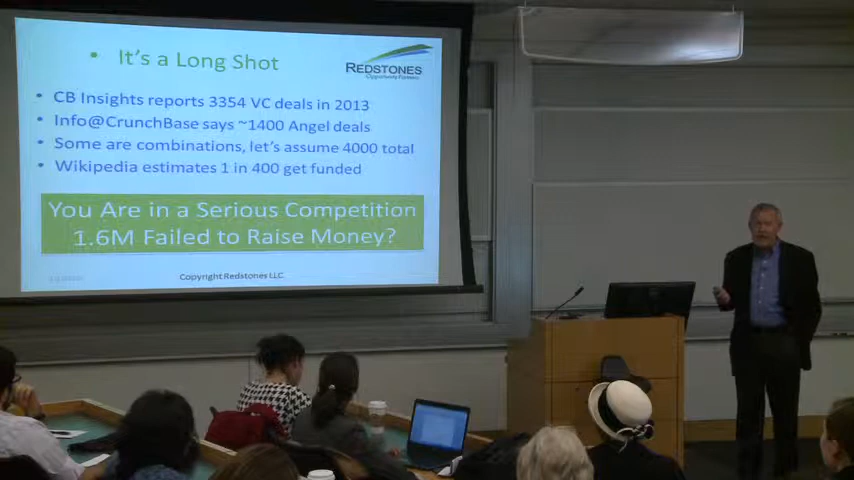 • It's a Long Shot
REDSTONES
• CB Insights reports 3354 VC deals in 2013
• Info@CrunchBase says ~1400 Angel deals
• Some are combinations, let's assume 4000 total
• Wikipedia estimates 1 in 400 get funded
You Are in a Serious Competition
1.6M Failed to Raise Money?
Copyright Redstones LLC